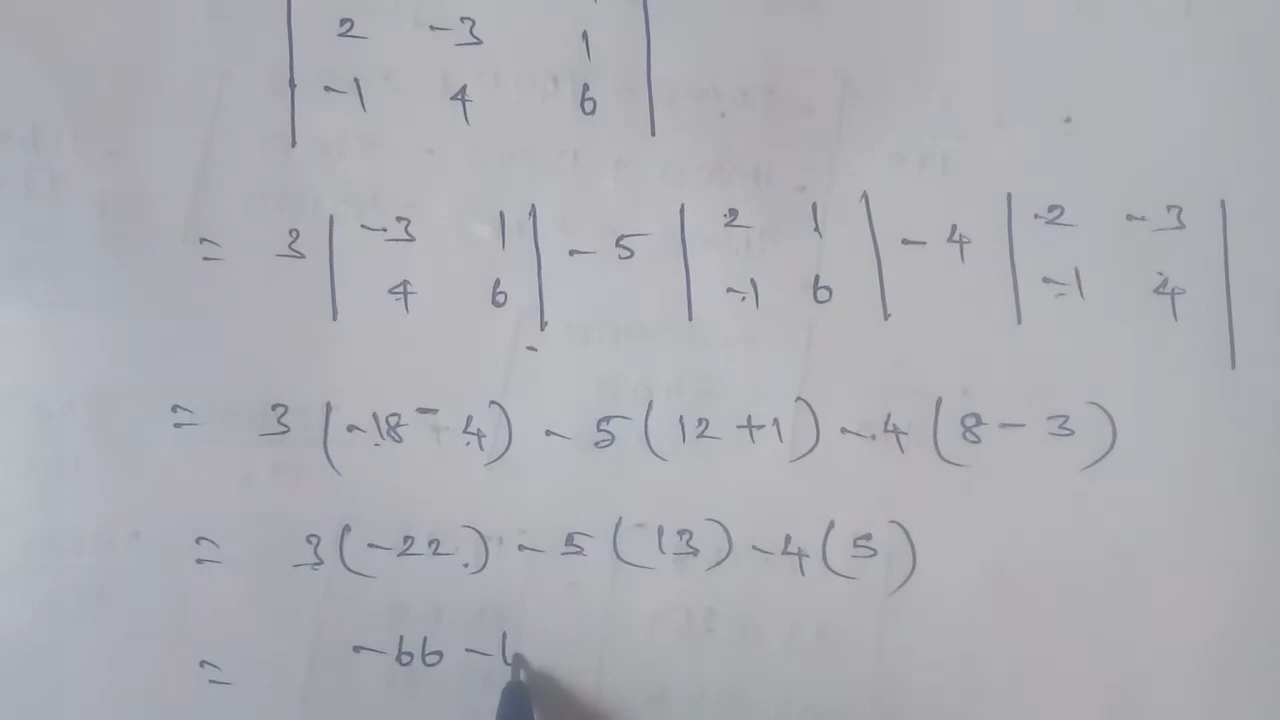 | 2 -3 1 |
| -1 4 6 |
= 3 | -3 1 | - 5 | 2 1 | - 4 | 2 -3 |
| 4 6 | | -1 6 | | -1 4 |
= 3 (-18 - 4) - 5 (12 + 1) - 4 (8 - 3)
= 3 (-22) - 5 (13) - 4 (5)
= -66 -